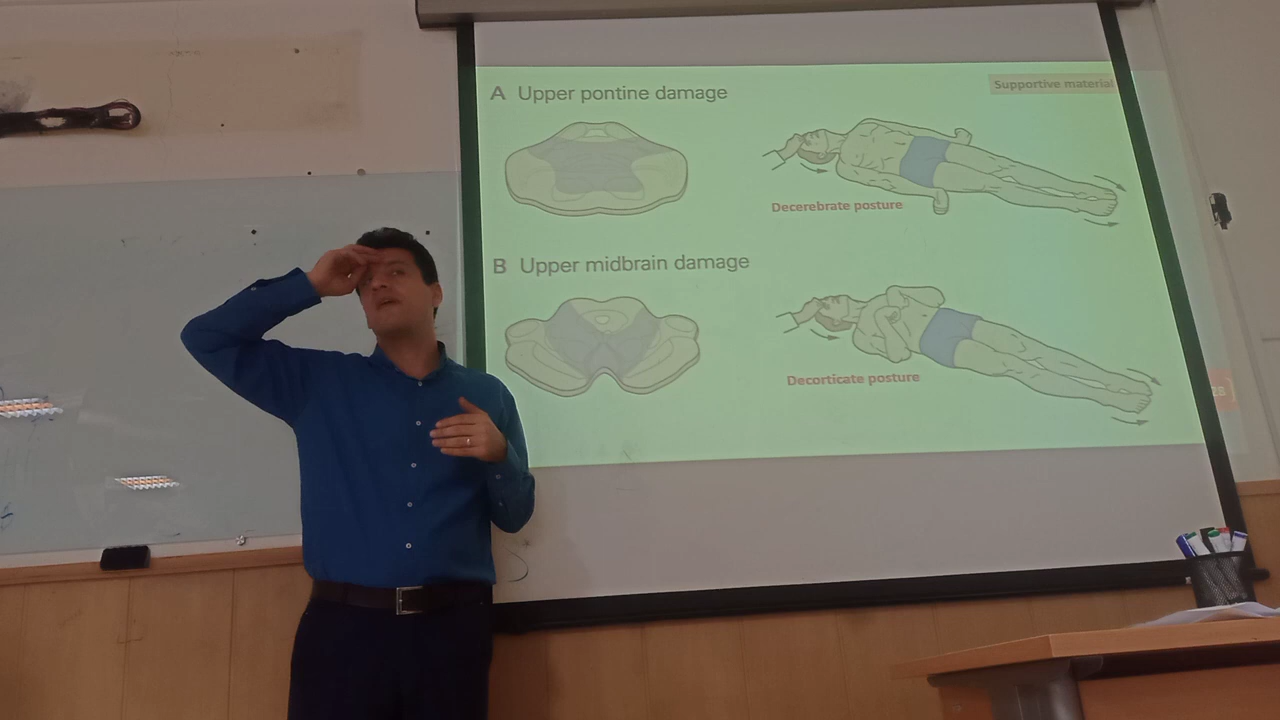 Supportive material
A Upper pontine damage
Decerebrate posture
B Upper midbrain damage
Decorticate posture